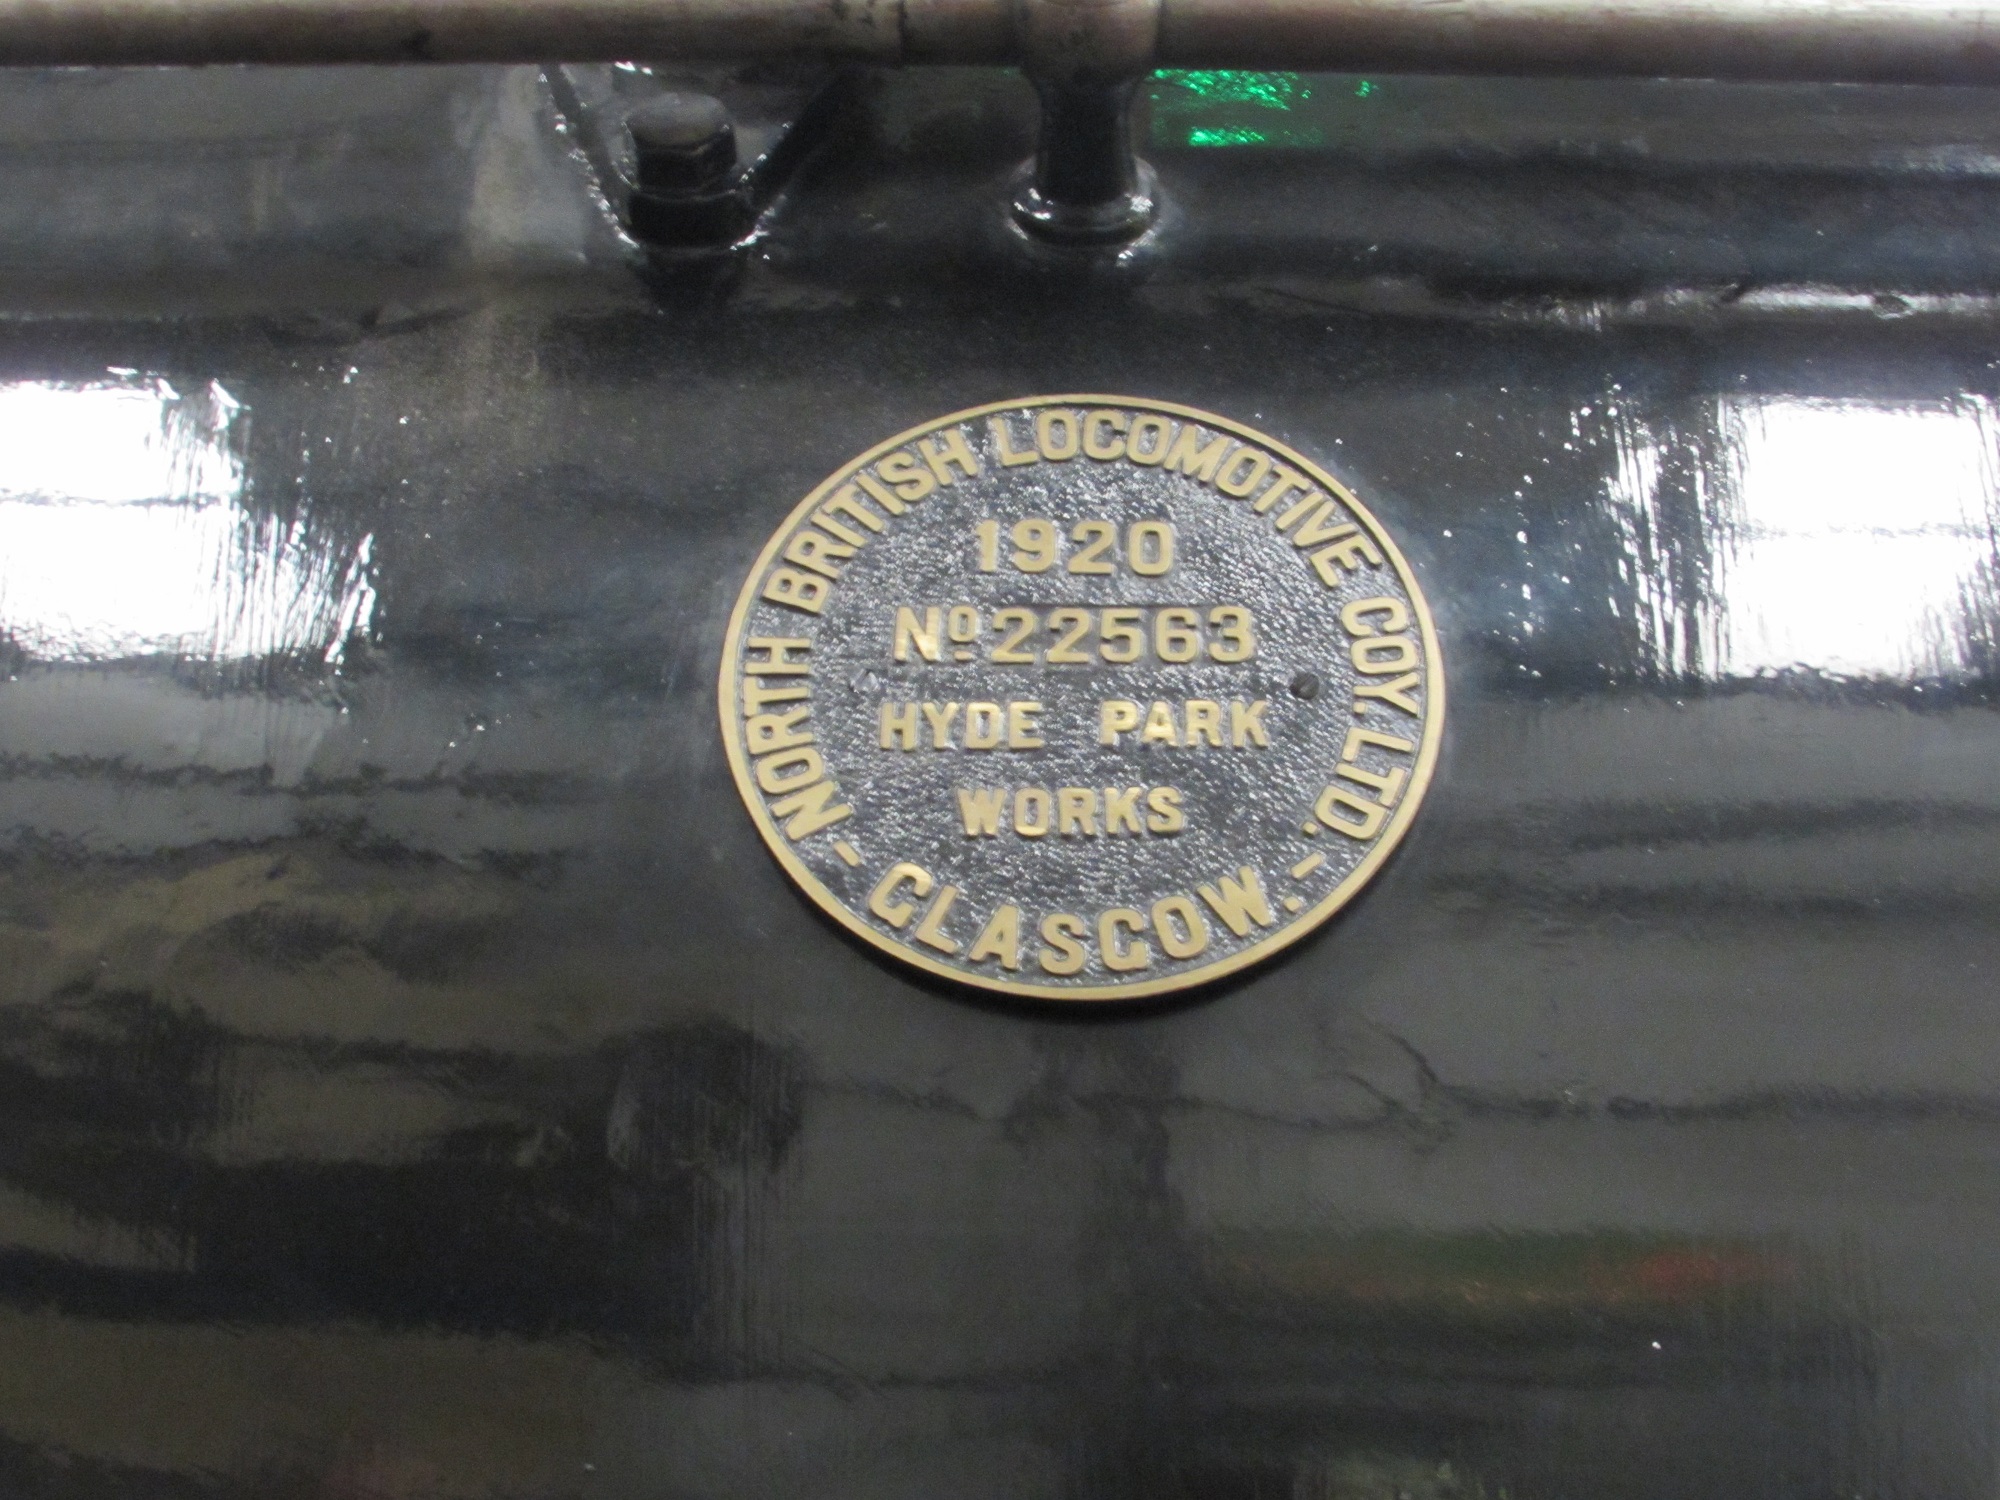 NORTH BRITISH LOCOMOTIVE COY. LTD.
1920
Nº 22563
HYDE PARK
WORKS
- GLASGOW. -